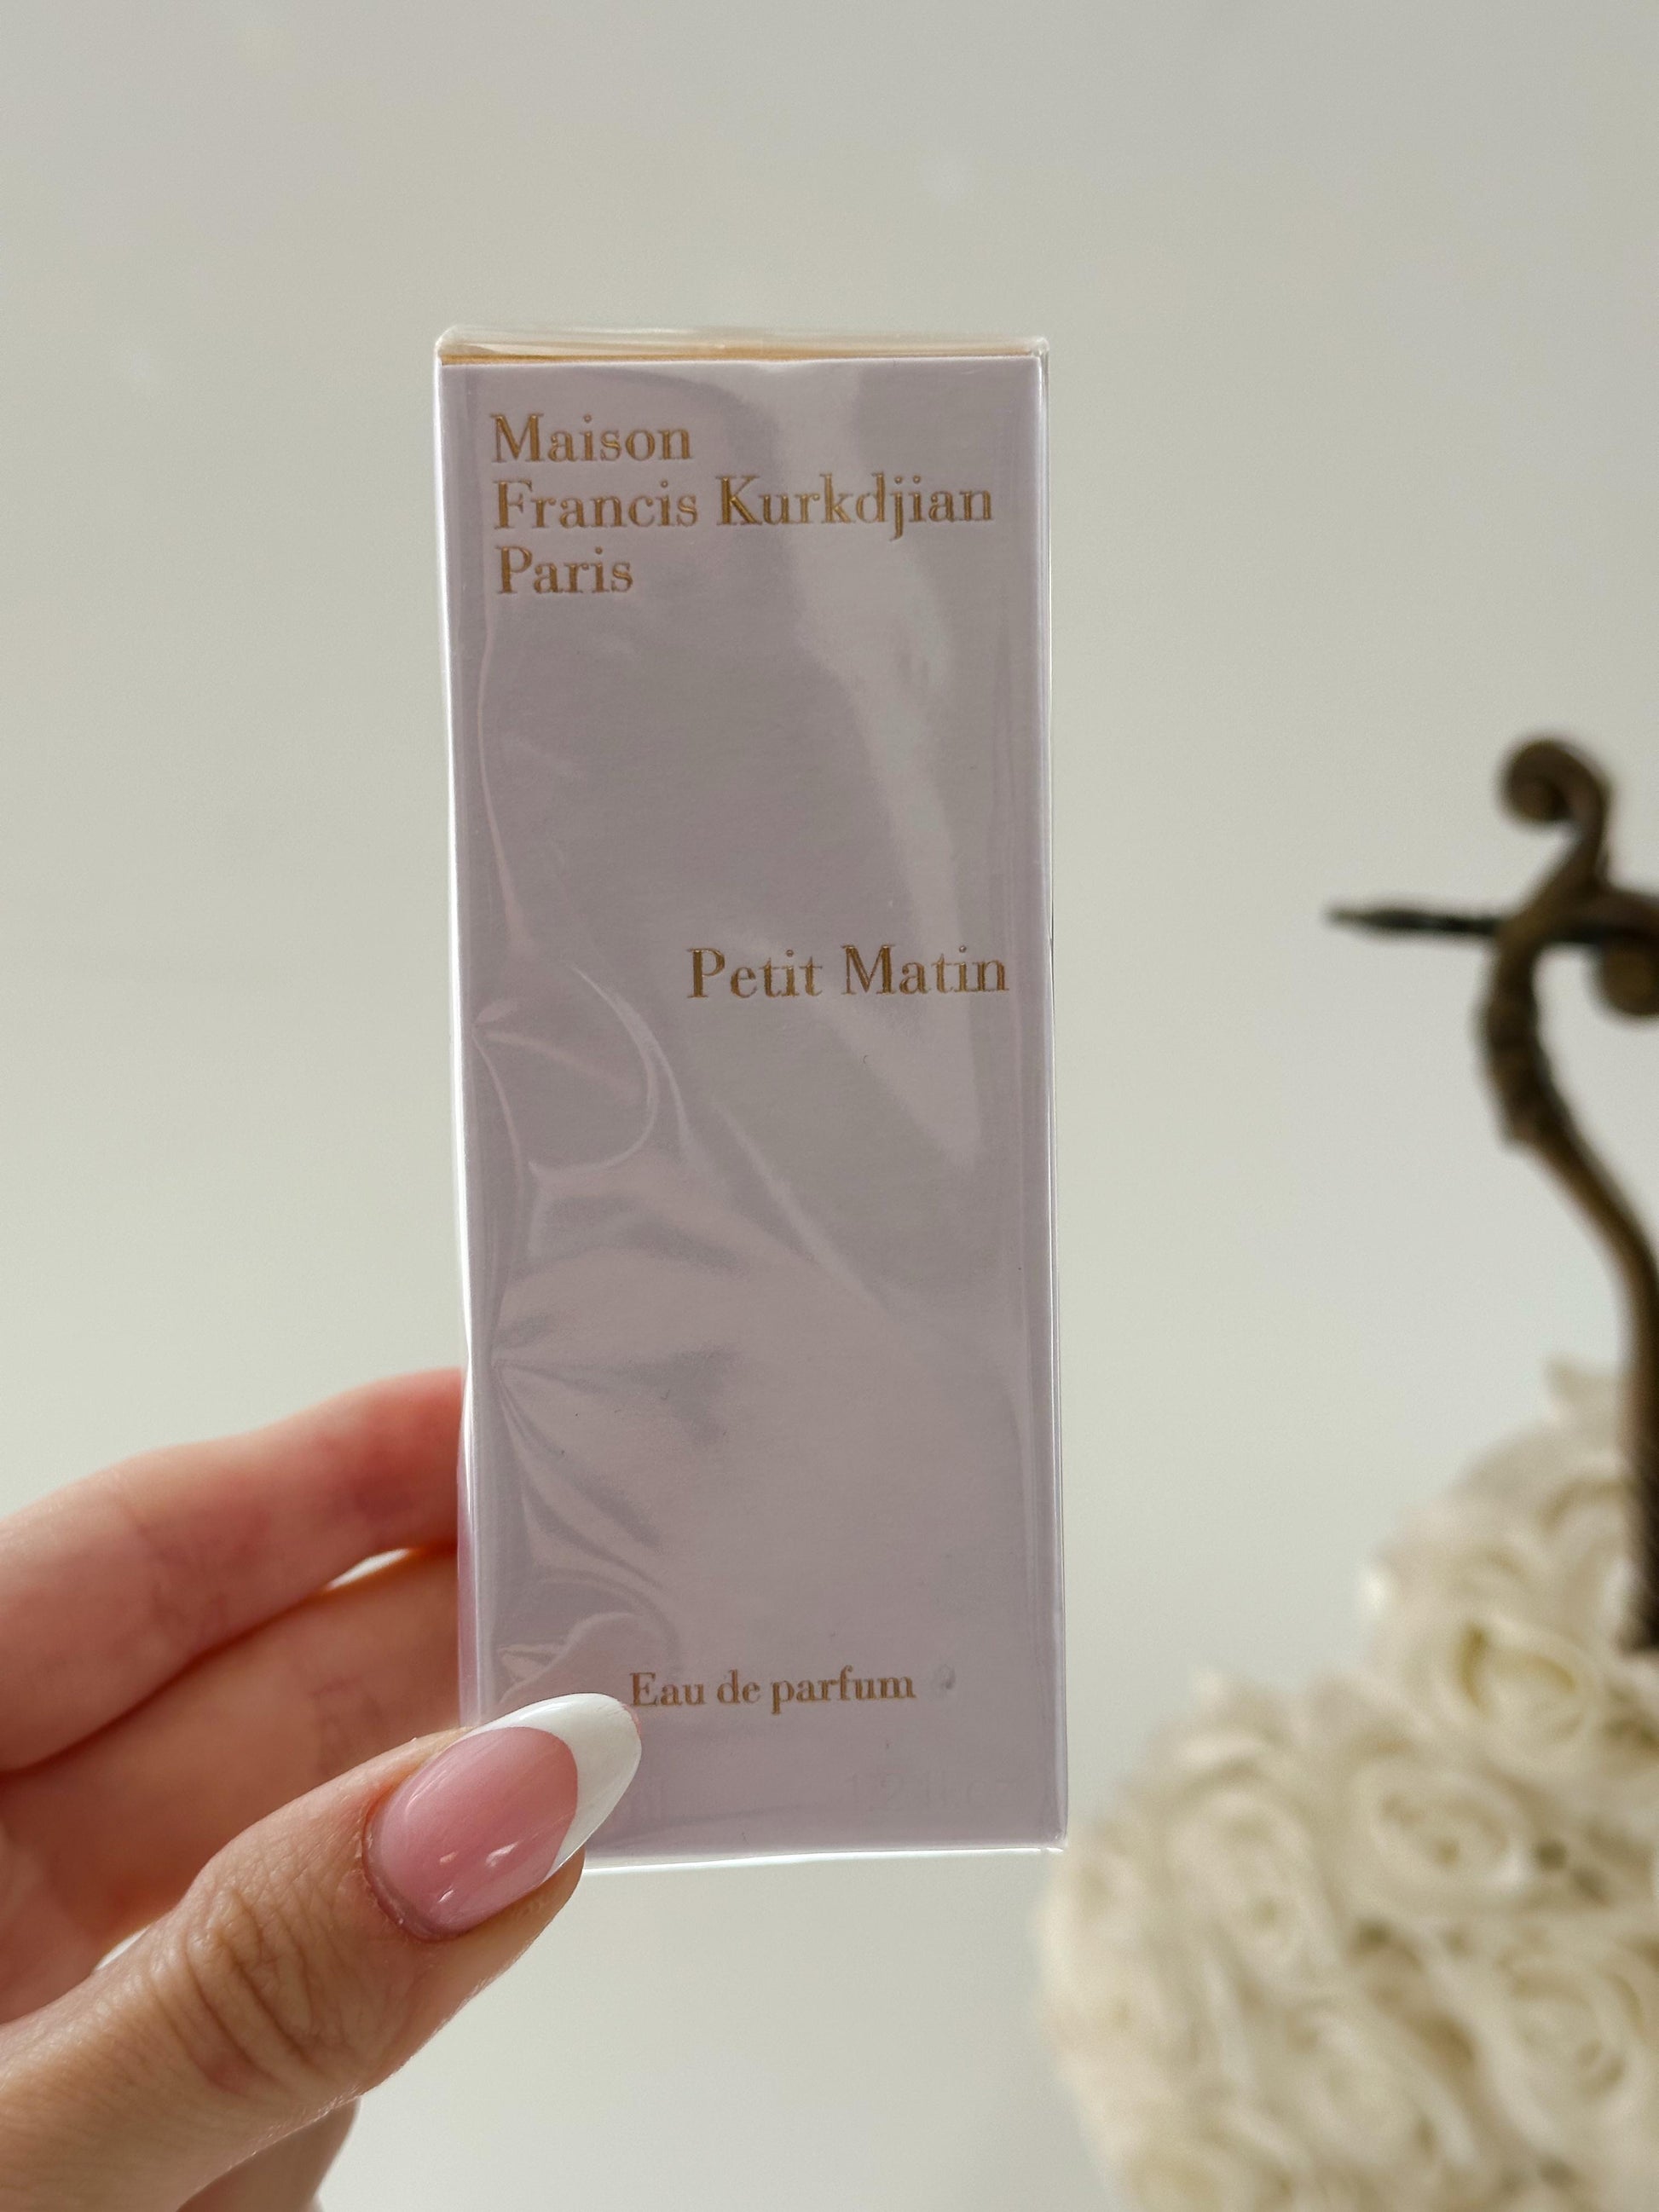 Maison
Francis Kurkdjian
Paris
Petit Matin
Eau de parfum